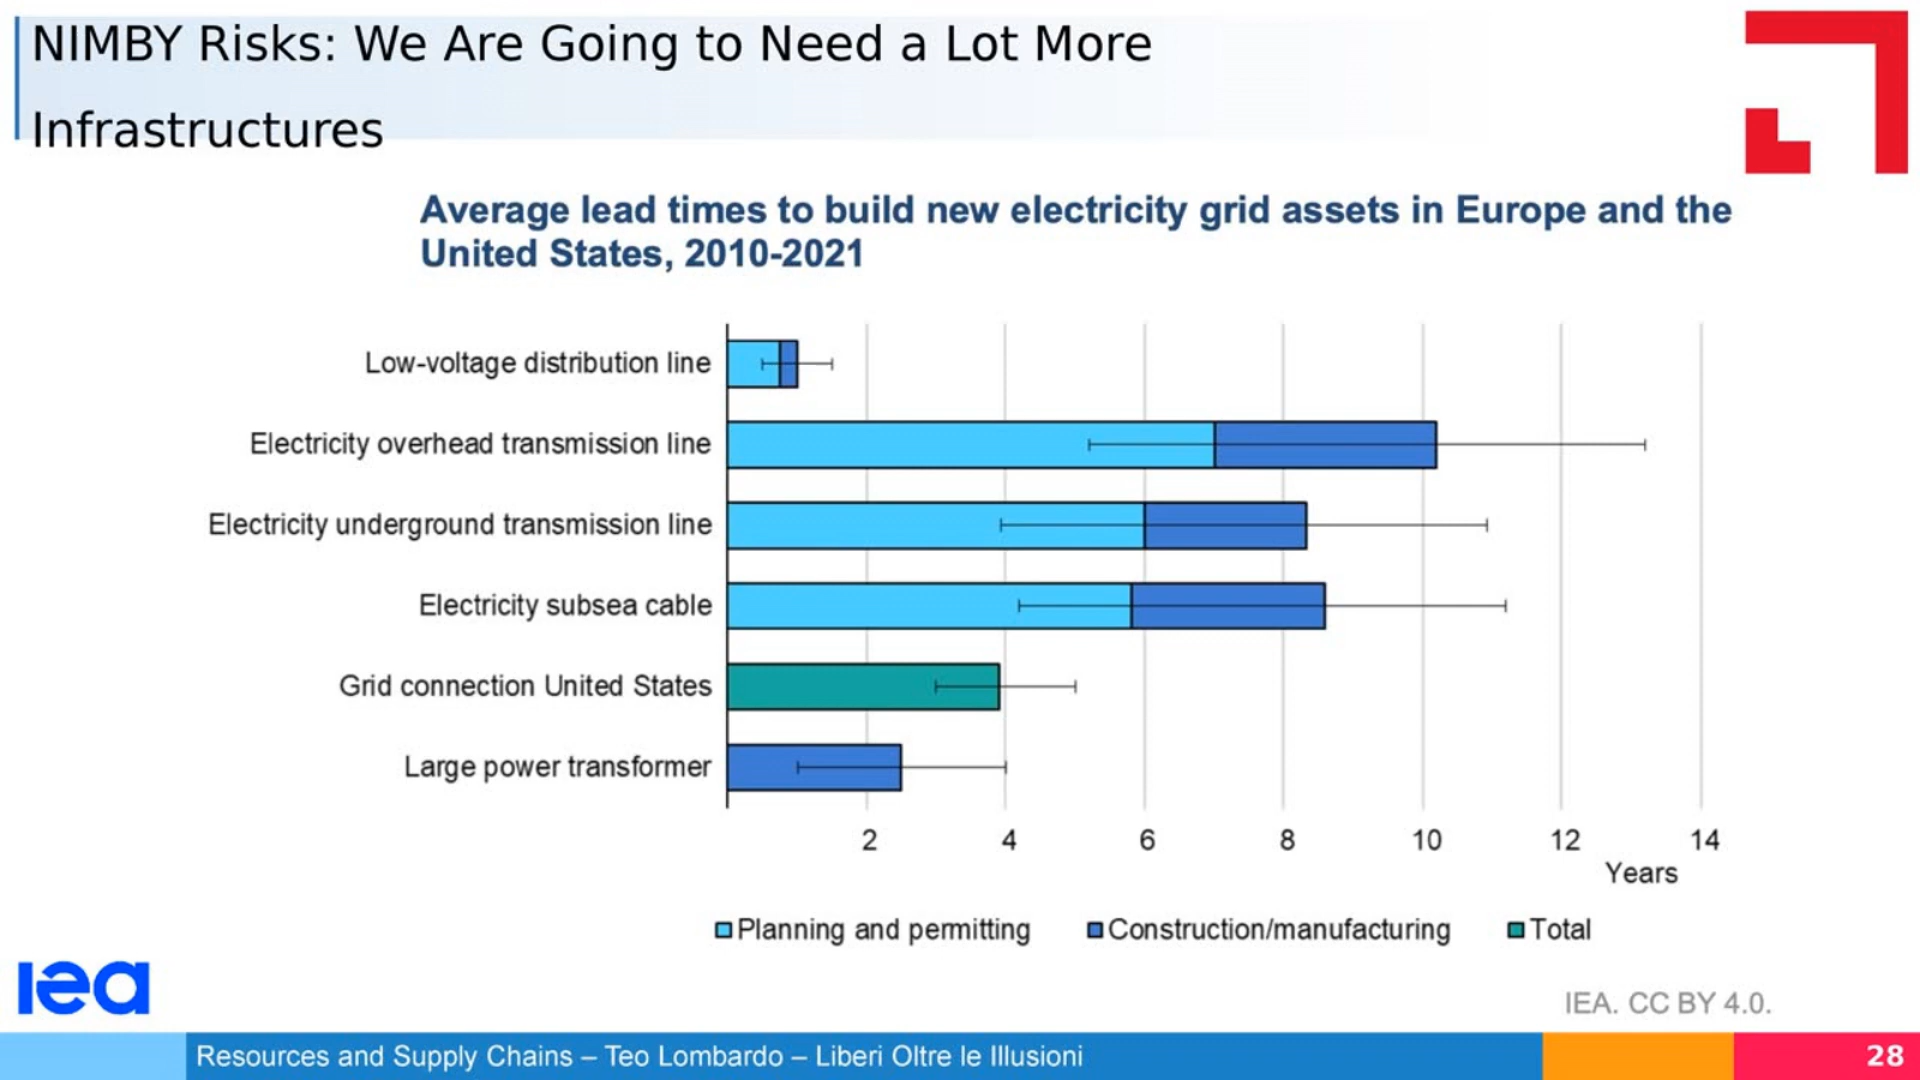 NIMBY Risks: We Are Going to Need a Lot More
Infrastructures
Average lead times to build new electricity grid assets in Europe and the
United States, 2010-2021
Low-voltage distribution line
Electricity overhead transmission line
Electricity underground transmission line
Electricity subsea cable
Grid connection United States
Large power transformer
2 4 6 8 10 12 14
Years
Planning and permitting Construction/manufacturing Total
iea
IEA. CC BY 4.0.
Resources and Supply Chains – Teo Lombardo – Liberi Oltre le Illusioni 28